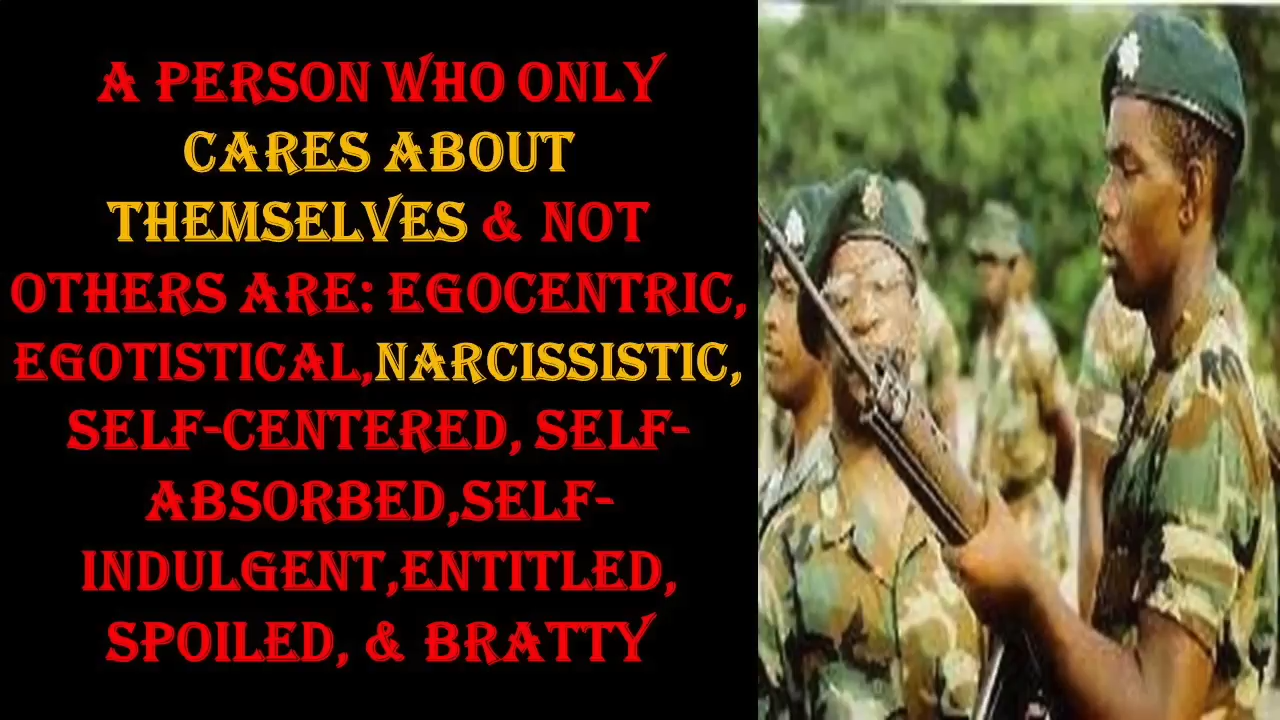 A PERSON WHO ONLY
CARES ABOUT
THEMSELVES & NOT
OTHERS ARE: EGOCENTRIC,
EGOTISTICAL,NARCISSISTIC,
SELF-CENTERED, SELF-
ABSORBED,SELF-
INDULGENT,ENTITLED,
SPOILED, & BRATTY